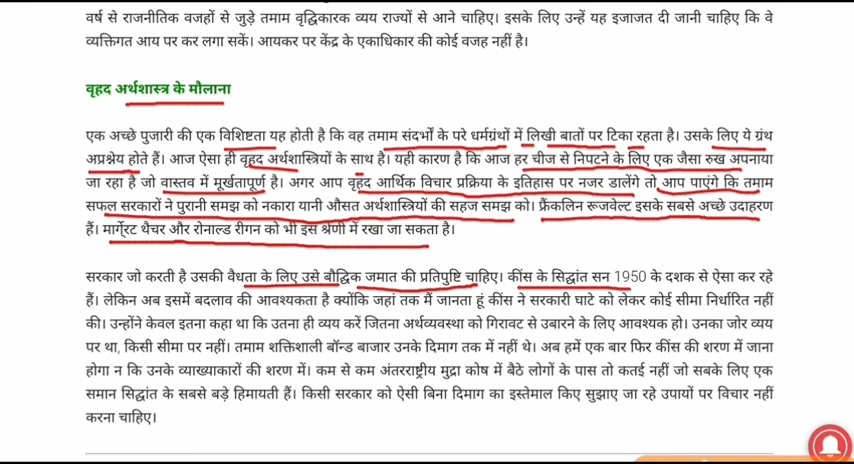 वर्ष से राजनीतिक वजहों से जुड़े तमाम वृद्धिकारक व्यय राज्यों से आने चाहिए। इसके लिए उन्हें यह इजाजत दी जानी चाहिए कि वे
व्यक्तिगत आय पर कर लगा सकें। आयकर पर केंद्र के एकाधिकार की कोई वजह नहीं है।
वृहद अर्थशास्त्र के मौलाना
एक अच्छे पुजारी की एक विशिष्टता यह होती है कि वह तमाम संदर्भों के परे धर्मग्रंथों में लिखी बातों पर टिका रहता है। उसके लिए ये ग्रंथ
अप्रश्नेय होते हैं। आज ऐसा ही वृहद अर्थशास्त्रियों के साथ है। यही कारण है कि आज हर चीज से निपटने के लिए एक जैसा रुख अपनाया
जा रहा है जो वास्तव में मूर्खतापूर्ण है। अगर आप वृहद आर्थिक विचार प्रक्रिया के इतिहास पर नजर डालेंगे तो आप पाएंगे कि तमाम
सफल सरकारों ने पुरानी समझ को नकारा यानी औसत अर्थशास्त्रियों की सहज समझ को। फ्रैंकलिन रूजवेल्ट इसके सबसे अच्छे उदाहरण
हैं। मार्गे्रट थैचर और रोनाल्ड रीगन को भी इस श्रेणी में रखा जा सकता है।
सरकार जो करती है उसकी वैधता के लिए उसे बौद्धिक जमात की प्रतिपुष्टि चाहिए। कींस के सिद्धांत सन 1950 के दशक से ऐसा कर रहे
हैं। लेकिन अब इसमें बदलाव की आवश्यकता है क्योंकि जहां तक मैं जानता हूं कींस ने सरकारी घाटे को लेकर कोई सीमा निर्धारित नहीं
की। उन्होंने केवल इतना कहा था कि उतना ही व्यय करें जितना अर्थव्यवस्था को गिरावट से उबारने के लिए आवश्यक हो। उनका जोर व्यय
पर था, किसी सीमा पर नहीं। तमाम शक्तिशाली बॉन्ड बाजार उनके दिमाग तक में नहीं थे। अब हमें एक बार फिर कींस की शरण में जाना
होगा न कि उनके व्याख्याकारों की शरण में। कम से कम अंतरराष्ट्रीय मुद्रा कोष में बैठे लोगों के पास तो कतई नहीं जो सबके लिए एक
समान सिद्धांत के सबसे बड़े हिमायती हैं। किसी सरकार को ऐसी बिना दिमाग का इस्तेमाल किए सुझाए जा रहे उपायों पर विचार नहीं
करना चाहिए।